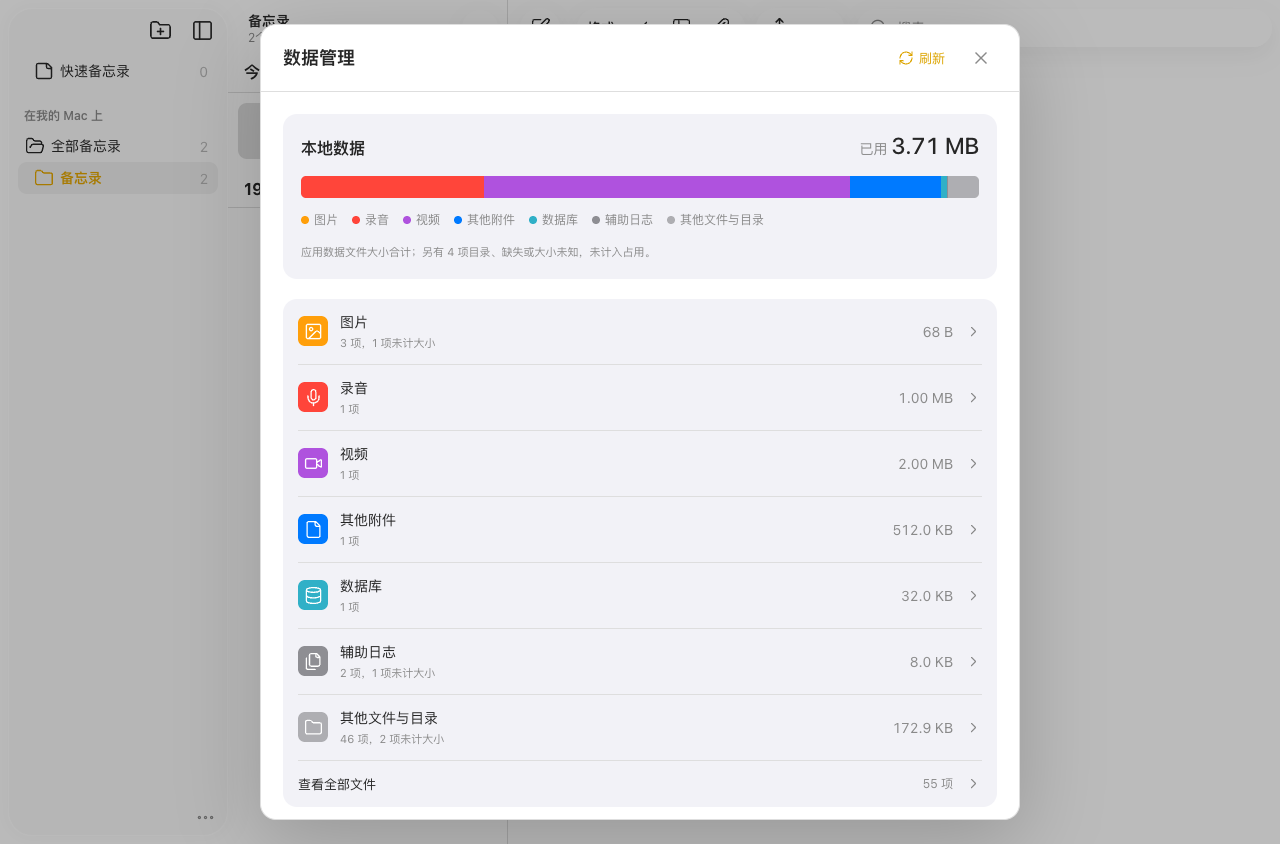 备忘录
快速备忘录 0
在我的 Mac 上
全部备忘录 2
备忘录 2
数据管理
刷新
本地数据
已用 3.71 MB
图片 录音 视频 其他附件 数据库 辅助日志 其他文件与目录
应用数据文件大小合计；另有 4 项目录、缺失或大小未知，未计入占用。
图片
3 项，1 项未计大小
68 B
录音
1 项
1.00 MB
视频
1 项
2.00 MB
其他附件
1 项
512.0 KB
数据库
1 项
32.0 KB
辅助日志
2 项，1 项未计大小
8.0 KB
其他文件与目录
46 项，2 项未计大小
172.9 KB
查看全部文件
55 项